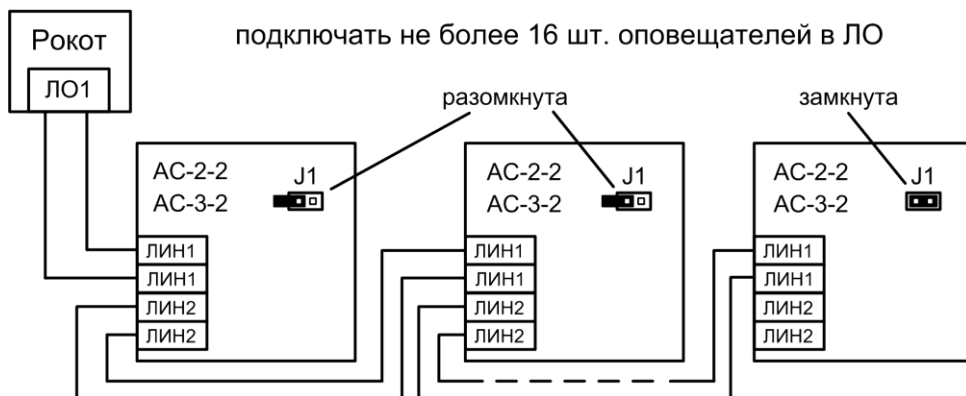 Рокот
ЛО1
подключать не более 16 шт. оповещателей в ЛО
разомкнута
замкнута
АС-2-2
АС-3-2
J1
ЛИН1
ЛИН1
ЛИН2
ЛИН2
АС-2-2
АС-3-2
J1
ЛИН1
ЛИН1
ЛИН2
ЛИН2
АС-2-2
АС-3-2
J1
ЛИН1
ЛИН1
ЛИН2
ЛИН2